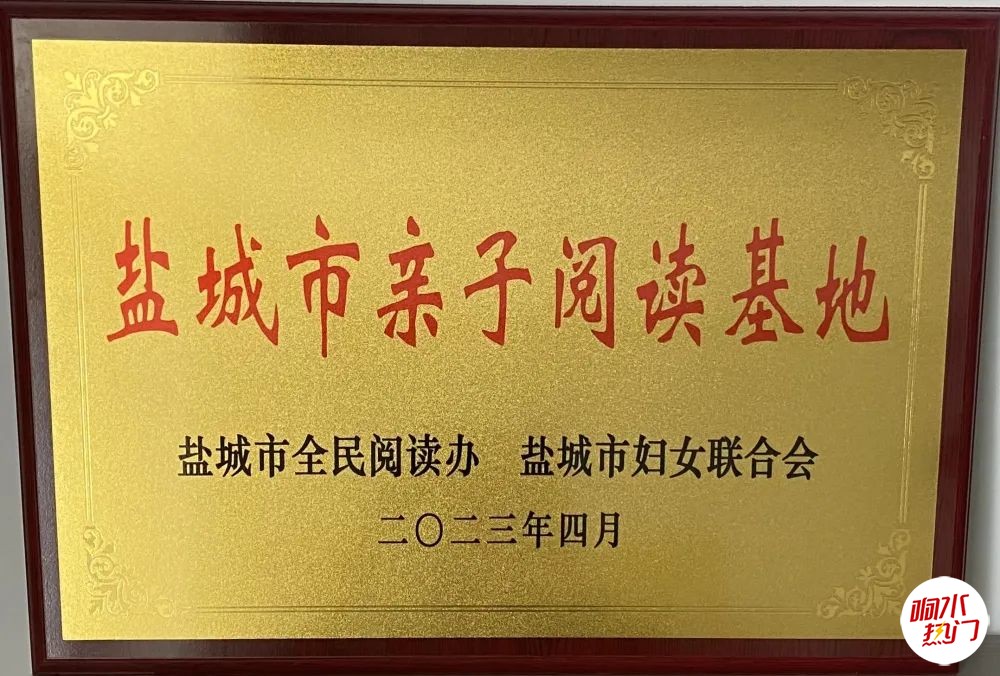 盐城市亲子阅读基地
盐城市全民阅读办 盐城市妇女联合会
二〇二三年四月
响水
热门